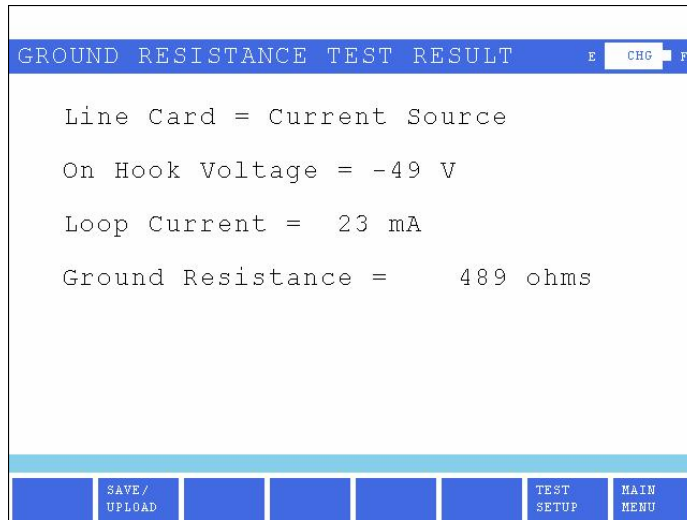 GROUND RESISTANCE TEST RESULT E CHG F
Line Card = Current Source
On Hook Voltage = -49 V
Loop Current = 23 mA
Ground Resistance = 489 ohms
SAVE/ TEST MAIN
UPLOAD SETUP MENU